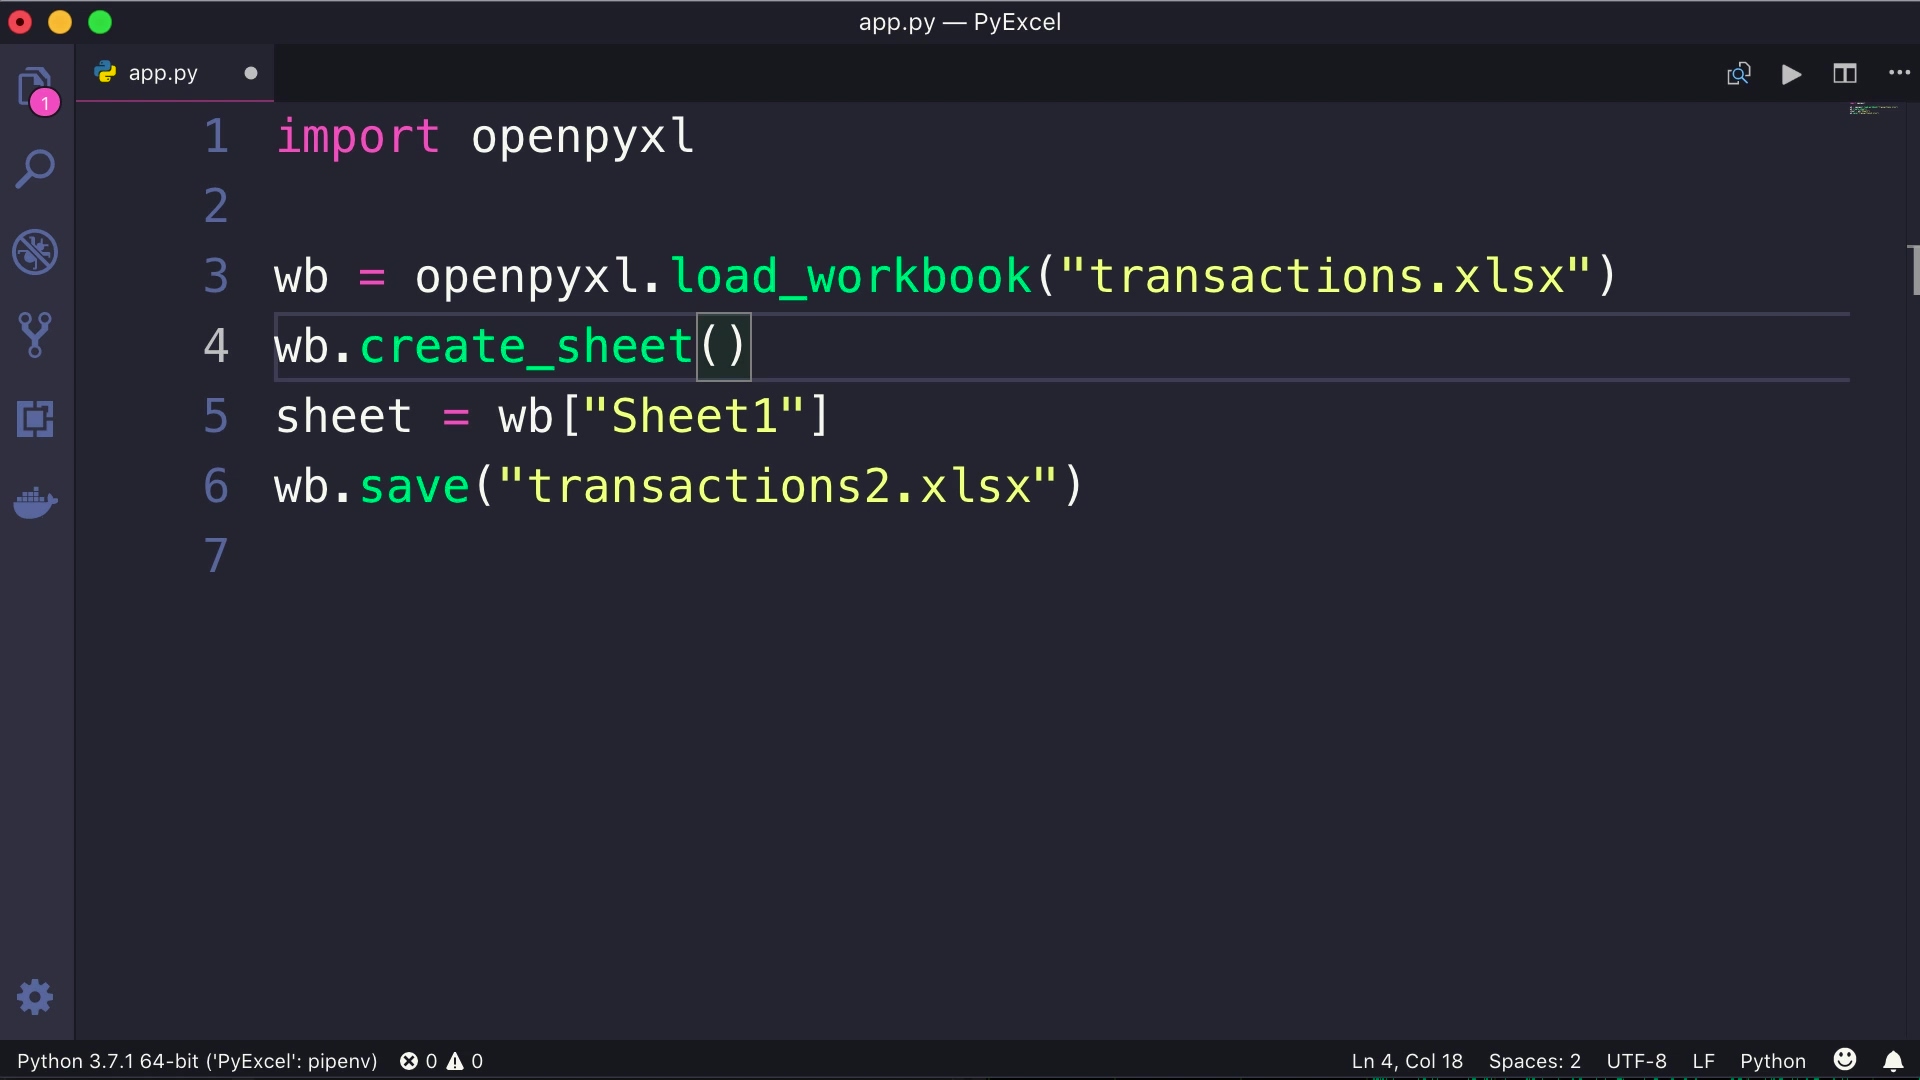 app.py — PyExcel
app.py
1
1 import openpyxl
2
3 wb = openpyxl.load_workbook("transactions.xlsx")
4 wb.create_sheet()
5 sheet = wb["Sheet1"]
6 wb.save("transactions2.xlsx")
7
Python 3.7.1 64-bit ('PyExcel': pipenv) 0 0 Ln 4, Col 18 Spaces: 2 UTF-8 LF Python